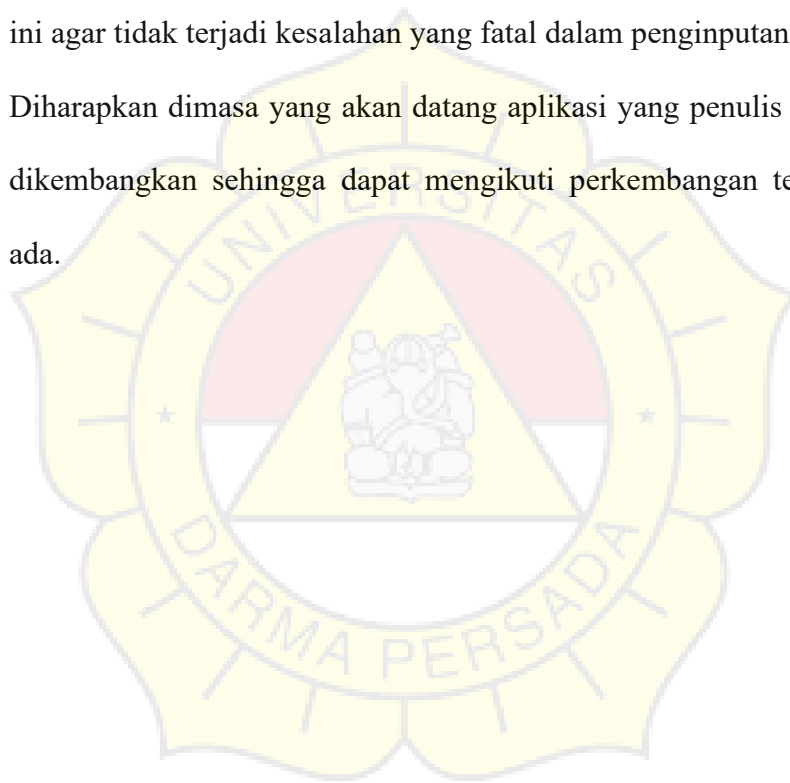 ini agar tidak terjadi kesalahan yang fatal dalam penginputan
Diharapkan dimasa yang akan datang aplikasi yang penulis
dikembangkan sehingga dapat mengikuti perkembangan te
ada.
UNIVERSITAS
DARMA PERSADA